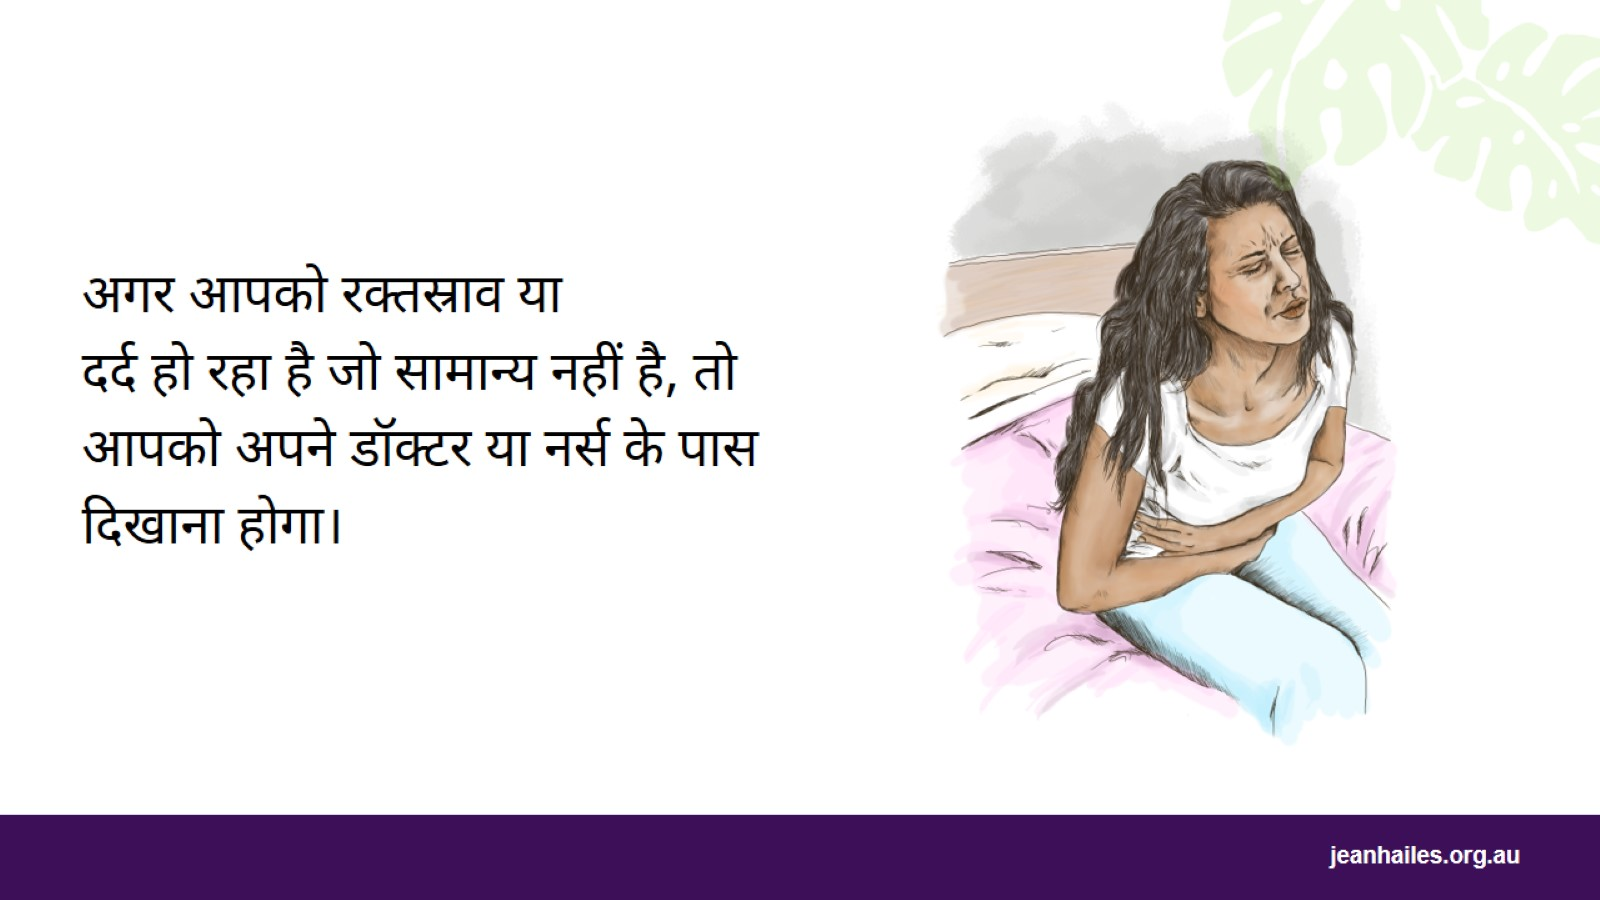 अगर आपको रक्तस्राव या
दर्द हो रहा है जो सामान्य नहीं है, तो
आपको अपने डॉक्टर या नर्स के पास
दिखाना होगा।
jeanhailes.org.au